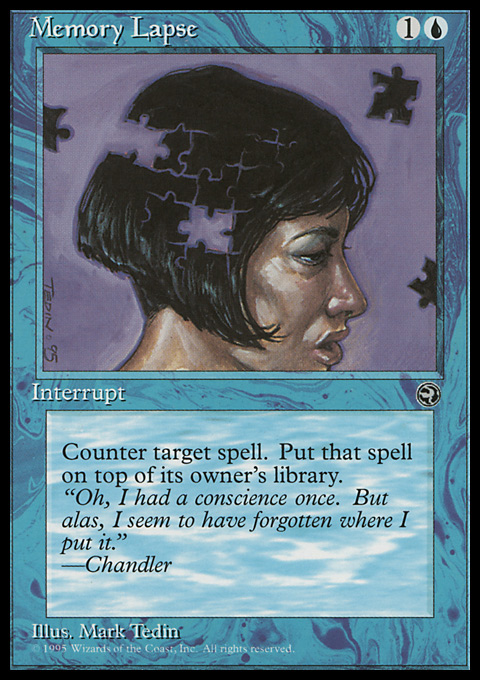 Memory Lapse
1
TEDIN © 95
Interrupt
Counter target spell. Put that spell
on top of its owner's library.
“Oh, I had a conscience once. But
alas, I seem to have forgotten where I
put it.”
—Chandler
Illus. Mark Tedin
© 1995 Wizards of the Coast, Inc. All rights reserved.